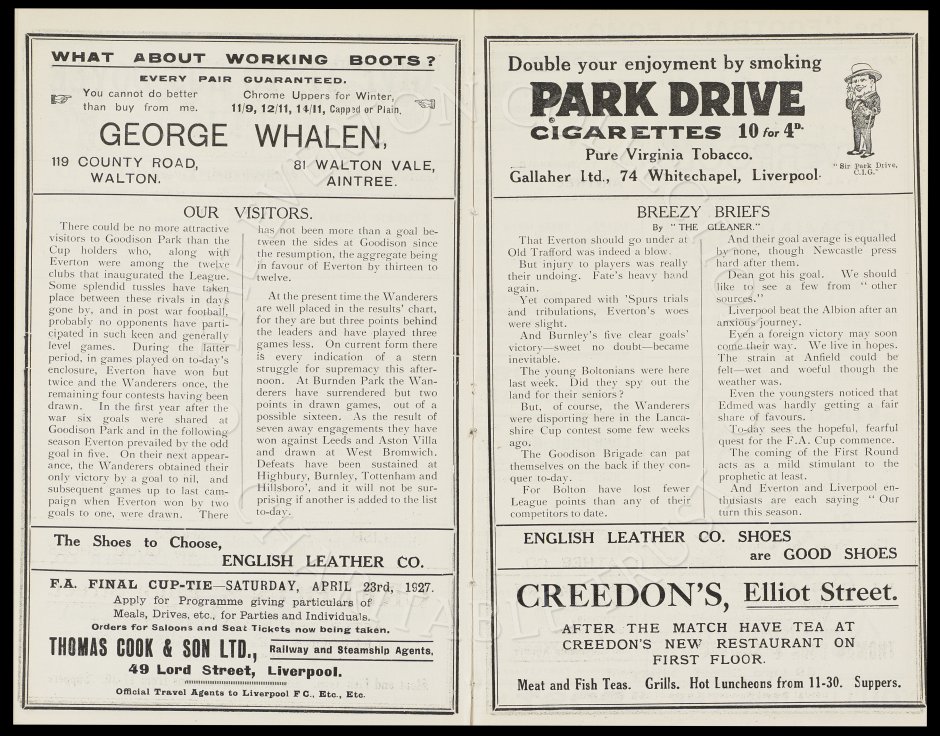 WHAT ABOUT WORKING BOOTS?
EVERY PAIR GUARANTEED.
You cannot do better
than buy from me.
Chrome Uppers for Winter,
11/9, 12/11, 14/11, Capped or Plain.
GEORGE WHALEN,
119 COUNTY ROAD,
WALTON.
81 WALTON VALE,
AINTREE.
OUR VISITORS.
There could be no more attractive
visitors to Goodison Park than the
Cup holders who, along with
Everton were among the twelve
clubs that inaugurated the League.
Some splendid tussles have taken
place between these rivals in days
gone by, and in post war football,
probably no opponents have parti-
cipated in such keen and generally
level games. During the latter
period, in games played on to-day's
enclosure, Everton have won but
twice and the Wanderers once, the
remaining four contests having been
drawn. In the first year after the
war six goals were shared at
Goodison Park and in the following
season Everton prevailed by the odd
goal in five. On their next appear-
ance, the Wanderers obtained their
only victory by a goal to nil, and
subsequent games up to last cam-
paign when Everton won by two
goals to one, were drawn. There
has not been more than a goal be-
tween the sides at Goodison since
the resumption, the aggregate being
in favour of Everton by thirteen to
twelve.
At the present time the Wanderers
are well placed in the results' chart,
for they are but three points behind
the leaders and have played three
games less. On current form there
is every indication of a stern
struggle for supremacy this after-
noon. At Burnden Park the Wan-
derers have surrendered but two
points in drawn games, out of a
possible sixteen. As the result of
seven away engagements they have
won against Leeds and Aston Villa
and drawn at West Bromwich.
Defeats have been sustained at
Highbury, Burnley, Tottenham and
Hillsboro', and it will not be sur-
prising if another is added to the list
to-day.
The Shoes to Choose,
ENGLISH LEATHER CO.
F.A. FINAL CUP-TIE—SATURDAY, APRIL 23rd, 1927.
Apply for Programme giving particulars of
Meals, Drives, etc., for Parties and Individuals.
Orders for Saloons and Seat Tickets now being taken.
THOMAS COOK & SON LTD., Railway and Steamship Agents,
49 Lord Street, Liverpool.
Official Travel Agents to Liverpool F C., Etc., Etc.
Double your enjoyment by smoking
PARK DRIVE
CIGARETTES 10 for 4D.
Pure Virginia Tobacco.
Gallaher Ltd., 74 Whitechapel, Liverpool.
"Sir Park Drive,
C.I.G."
BREEZY BRIEFS
By "THE GLEANER."
That Everton should go under at
Old Trafford was indeed a blow.
But injury to players was really
their undoing. Fate's heavy hand
again.
Yet compared with 'Spurs trials
and tribulations, Everton's woes
were slight.
And Burnley's five clear goals'
victory—sweet no doubt—became
inevitable.
The young Boltonians were here
last week. Did they spy out the
land for their seniors?
But, of course, the Wanderers
were disporting here in the Lanca-
shire Cup contest some few weeks
ago.
The Goodison Brigade can pat
themselves on the back if they con-
quer to-day.
For Bolton have lost fewer
League points than any of their
competitors to date.
And their goal average is equalled
by none, though Newcastle press
hard after them.
Dean got his goal. We should
like to see a few from "other
sources."
Liverpool beat the Albion after an
anxious journey.
Even a foreign victory may soon
come their way. We live in hopes.
The strain at Anfield could be
felt—wet and woeful though the
weather was.
Even the youngsters noticed that
Edmed was hardly getting a fair
share of favours.
To-day sees the hopeful, fearful
quest for the F.A. Cup commence.
The coming of the First Round
acts as a mild stimulant to the
prophetic at least.
And Everton and Liverpool en-
thusiasts are each saying "Our
turn this season.
ENGLISH LEATHER CO. SHOES
are GOOD SHOES
CREEDON'S, Elliot Street.
AFTER THE MATCH HAVE TEA AT
CREEDON'S NEW RESTAURANT ON
FIRST FLOOR.
Meat and Fish Teas. Grills. Hot Luncheons from 11-30. Suppers.